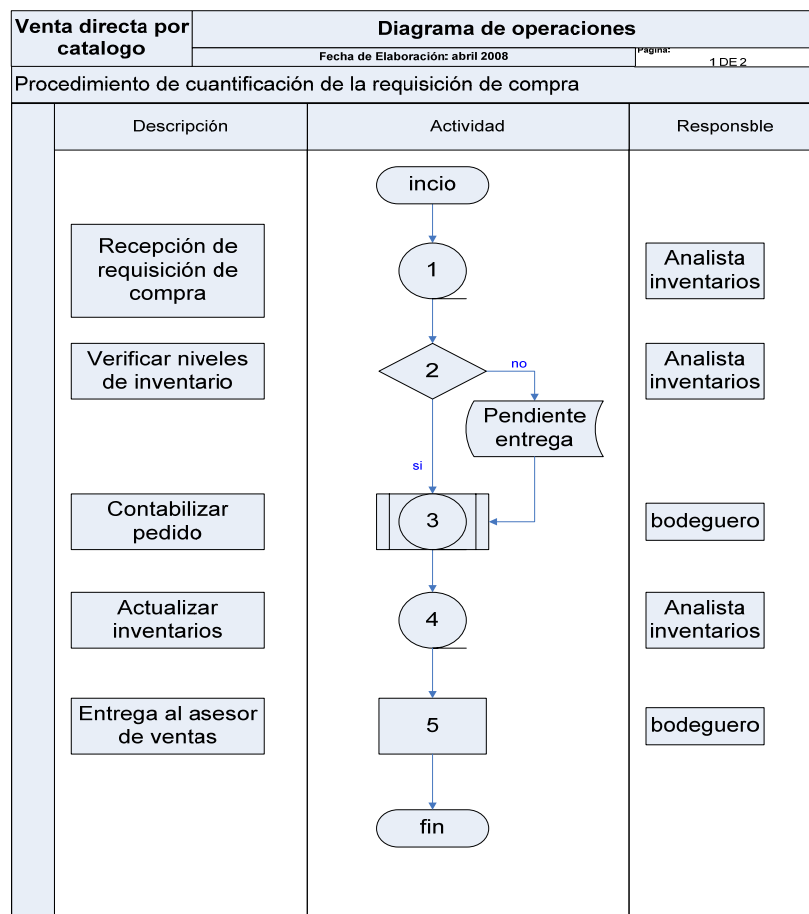 Venta directa por
catalogo
Diagrama de operaciones
Fecha de Elaboración: abril 2008
Pagina:
1 DE 2
Procedimiento de cuantificación de la requisición de compra
Descripción
Actividad
Responsble
incio
Recepción de
requisición de
compra
1
Analista
inventarios
Verificar niveles
de inventario
2
no
Analista
inventarios
Pendiente
entrega
si
Contabilizar
pedido
3
bodeguero
Actualizar
inventarios
4
Analista
inventarios
Entrega al asesor
de ventas
5
bodeguero
fin